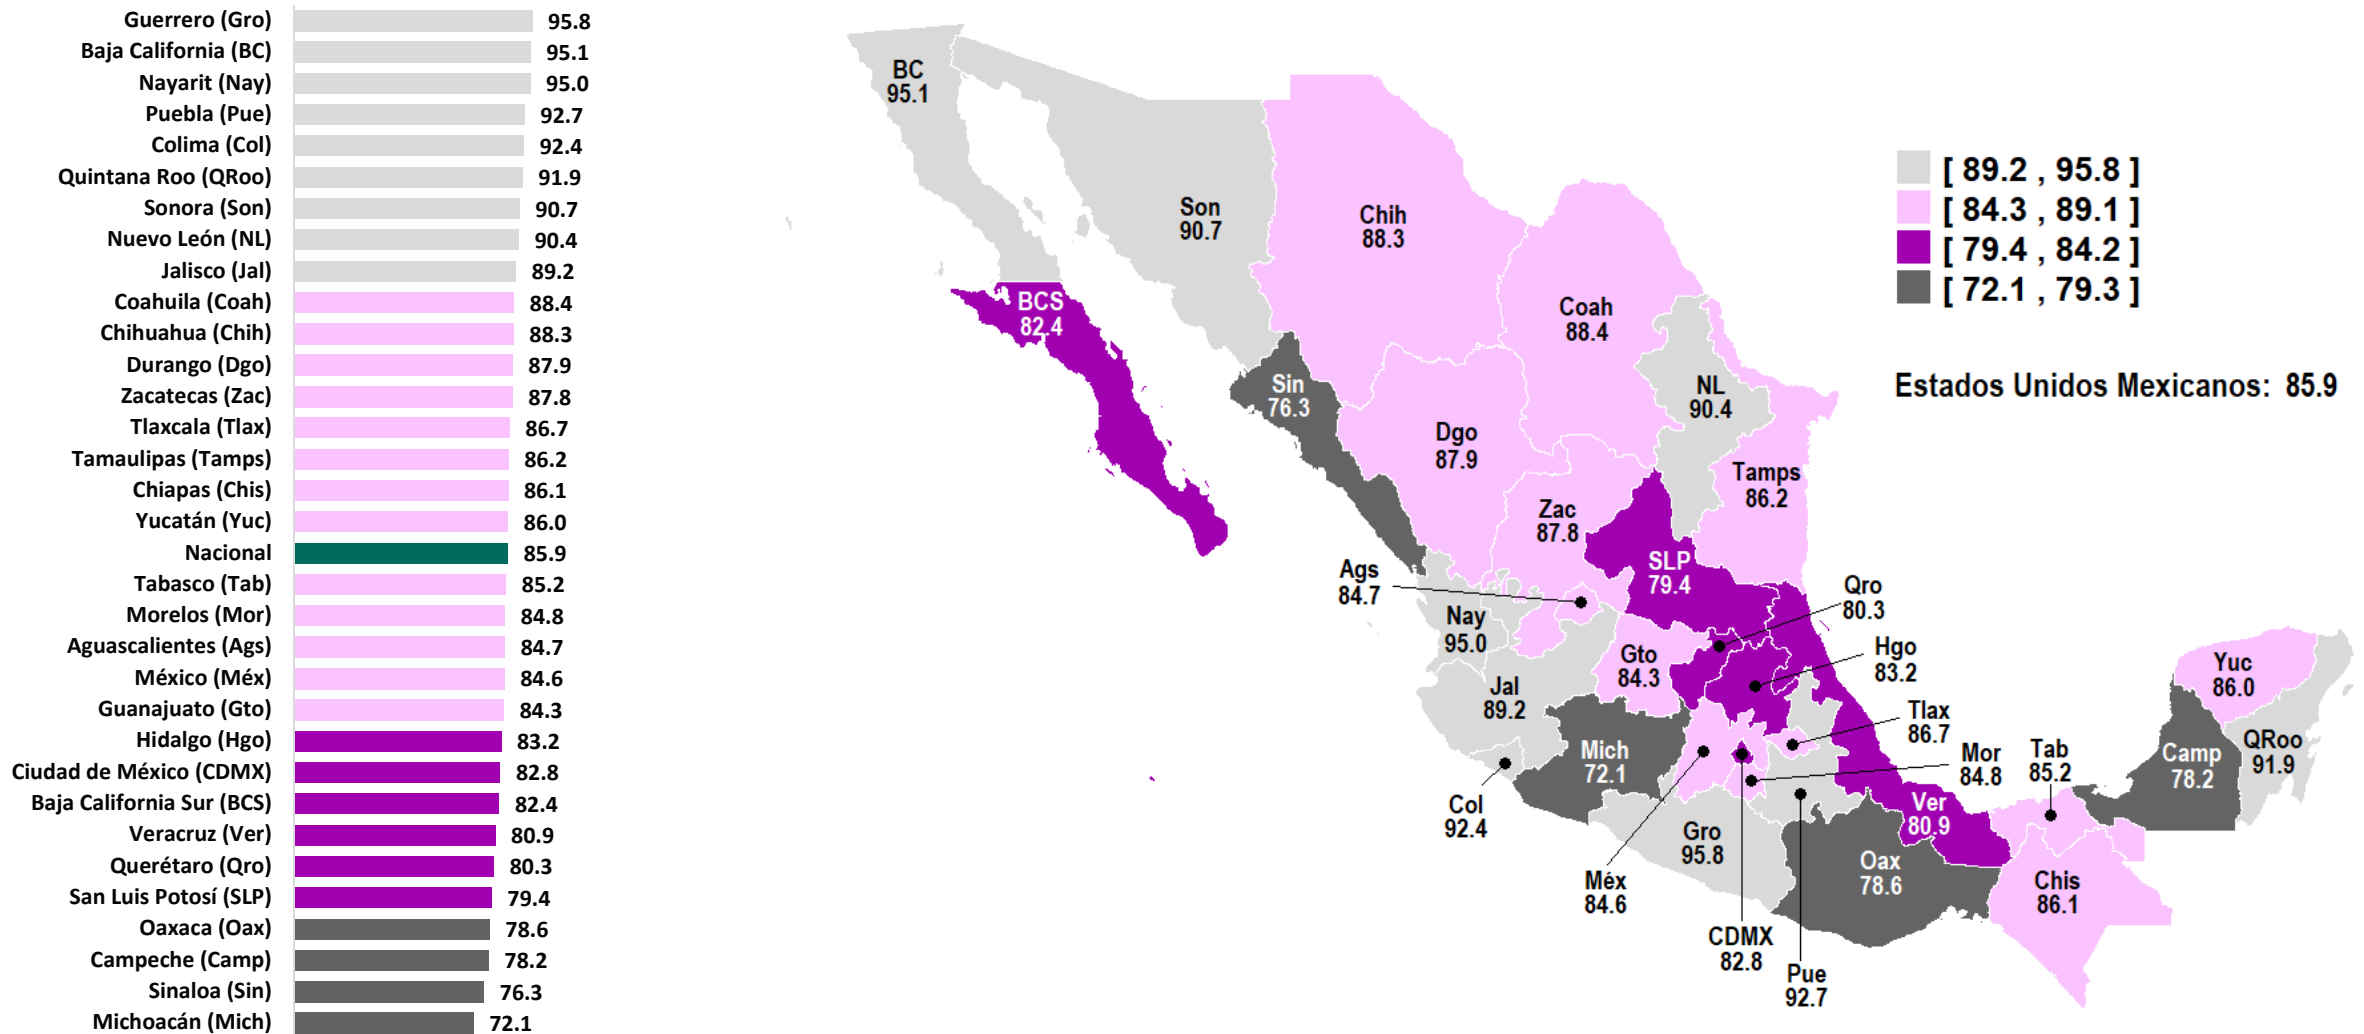 Guerrero (Gro) 95.8
Baja California (BC) 95.1
Nayarit (Nay) 95.0
Puebla (Pue) 92.7
Colima (Col) 92.4
Quintana Roo (QRoo) 91.9
Sonora (Son) 90.7
Nuevo León (NL) 90.4
Jalisco (Jal) 89.2
Coahuila (Coah) 88.4
Chihuahua (Chih) 88.3
Durango (Dgo) 87.9
Zacatecas (Zac) 87.8
Tlaxcala (Tlax) 86.7
Tamaulipas (Tamps) 86.2
Chiapas (Chis) 86.1
Yucatán (Yuc) 86.0
Nacional 85.9
Tabasco (Tab) 85.2
Morelos (Mor) 84.8
Aguascalientes (Ags) 84.7
México (Méx) 84.6
Guanajuato (Gto) 84.3
Hidalgo (Hgo) 83.2
Ciudad de México (CDMX) 82.8
Baja California Sur (BCS) 82.4
Veracruz (Ver) 80.9
Querétaro (Qro) 80.3
San Luis Potosí (SLP) 79.4
Oaxaca (Oax) 78.6
Campeche (Camp) 78.2
Sinaloa (Sin) 76.3
Michoacán (Mich) 72.1
BC
95.1
Son
90.7
Chih
88.3
BCS
82.4
Coah
88.4
Sin
76.3
NL
90.4
Dgo
87.9
Tamps
86.2
Zac
87.8
SLP
79.4
Ags
84.7
Qro
80.3
Nay
95.0
Gto
84.3
Hgo
83.2
Yuc
86.0
Jal
89.2
Tlax
86.7
Mich
72.1
Mor
84.8
Tab
85.2
Camp
78.2
QRoo
91.9
Col
92.4
Ver
80.9
Gro
95.8
Oax
78.6
Méx
84.6
Chis
86.1
CDMX
82.8
Pue
92.7
[ 89.2 , 95.8 ]
[ 84.3 , 89.1 ]
[ 79.4 , 84.2 ]
[ 72.1 , 79.3 ]
Estados Unidos Mexicanos: 85.9